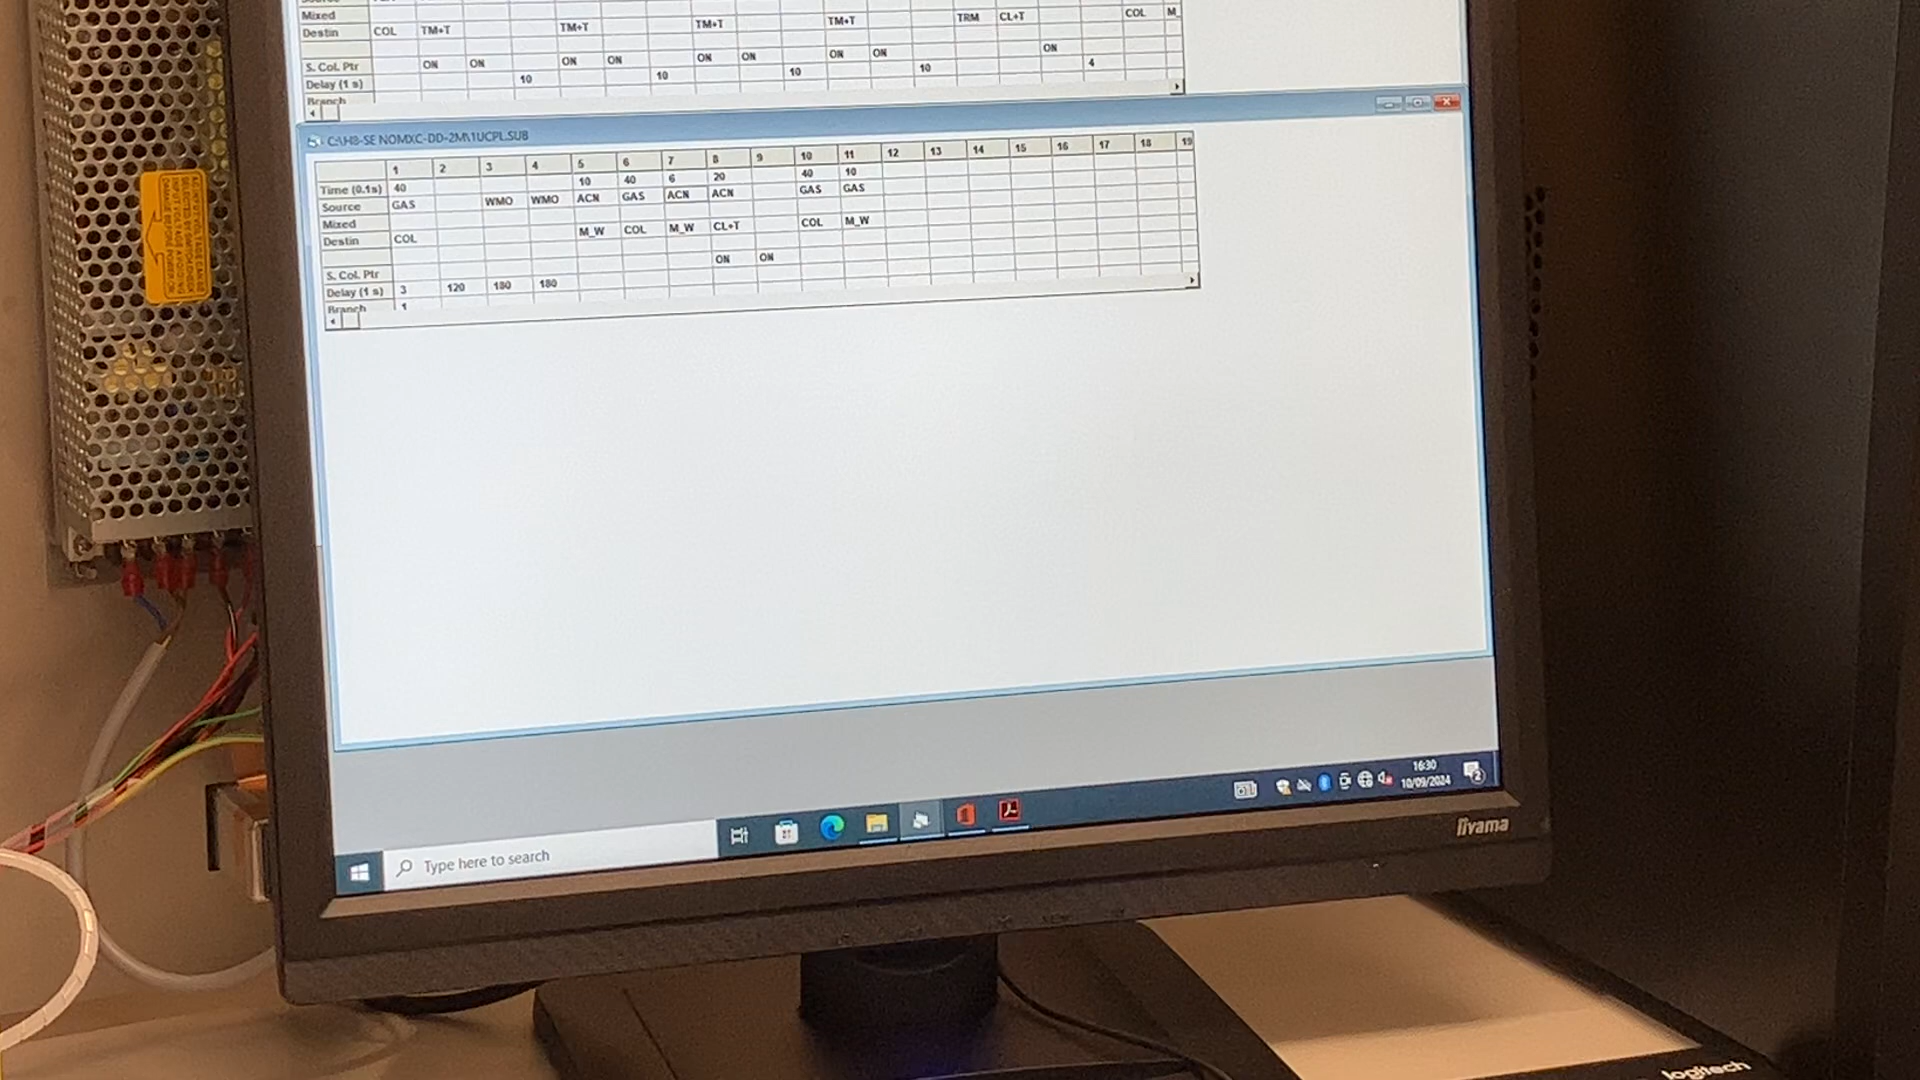 Mixed TRM CL+T COL M_
Destin COL TM+T TM+T TM+T TM+T
S. Col. Ptr ON ON ON ON ON ON ON ON ON
Delay (1 s) 10 10 10 10 4
Branch
C:\H8-SE NOMXC-DD-2M\1UCPL.SUB
1 2 3 4 5 6 7 8 9 10 11 12 13 14 15 16 17 18 19
Time (0.1s) 40 10 40 6 20 40 10
Source GAS WMO WMO ACN GAS ACN ACN GAS GAS
Mixed
Destin COL M_W COL M_W CL+T COL M_W
S. Col. Ptr ON ON
Delay (1 s) 3 120 180 180
Branch 1
Type here to search
16:30
10/09/2024
2
iiyama
logitech